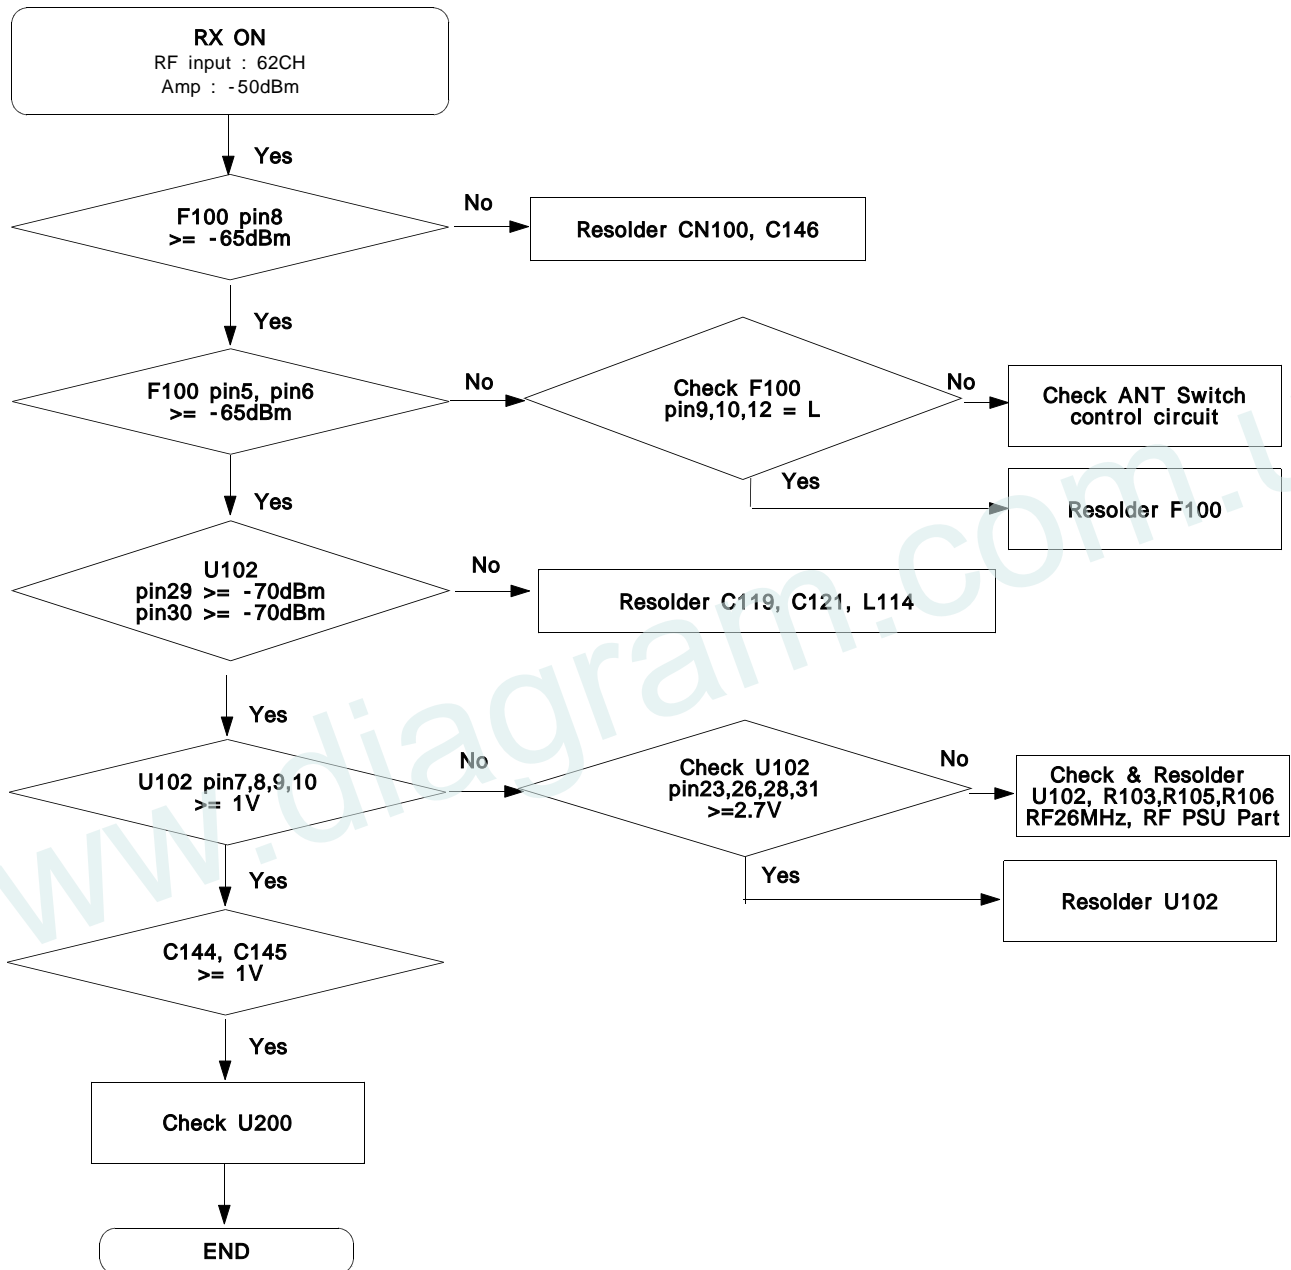 RX ON
RF input : 62CH
Amp : -50dBm
Yes
F100 pin8
>= -65dBm
No
Resolder CN100, C146
Yes
F100 pin5, pin6
>= -65dBm
No
Check F100
pin9,10,12 = L
No
Check ANT Switch
control circuit
Yes
Resolder F100
Yes
U102
pin29 >= -70dBm
pin30 >= -70dBm
No
Resolder C119, C121, L114
Yes
U102 pin7,8,9,10
>= 1V
No
Check U102
pin23,26,28,31
>=2.7V
No
Check & Resolder
U102, R103,R105,R106
RF26MHz, RF PSU Part
Yes
Resolder U102
Yes
C144, C145
>= 1V
Yes
Check U200
END
ww.diagram.com.u